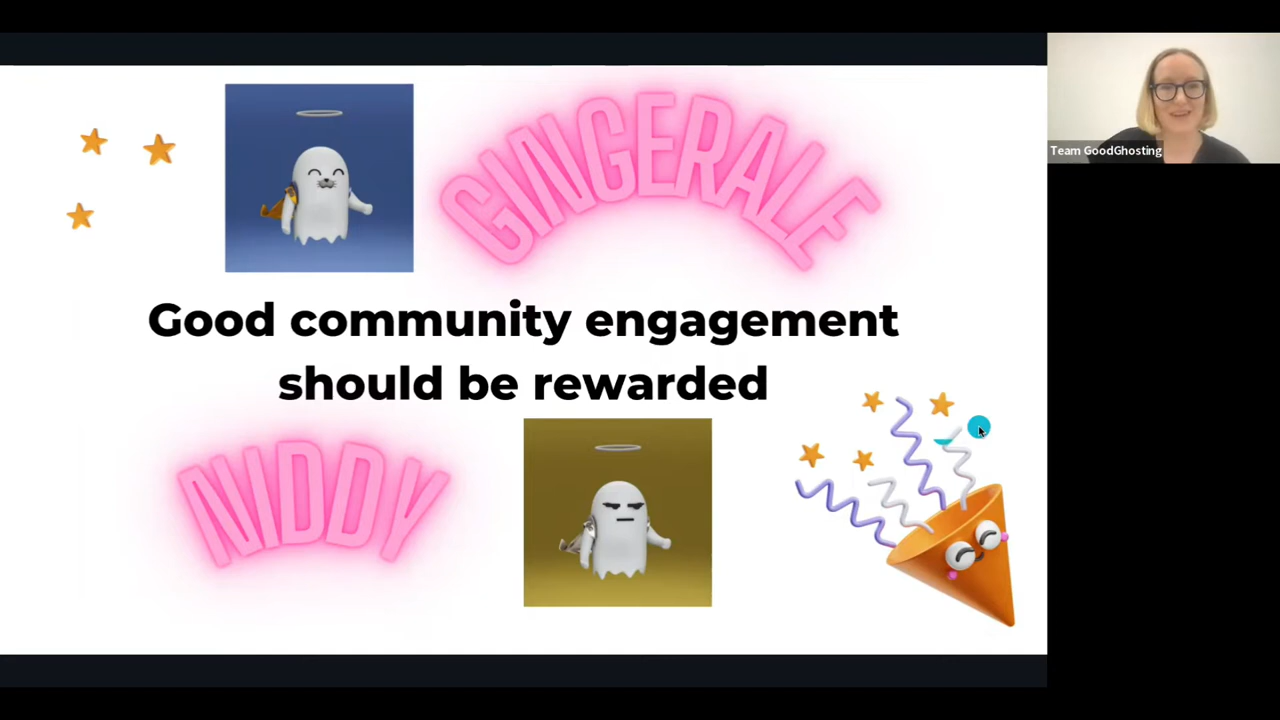 GINGERALE
Team GoodGhosting
Good community engagement
should be rewarded
NIDDY